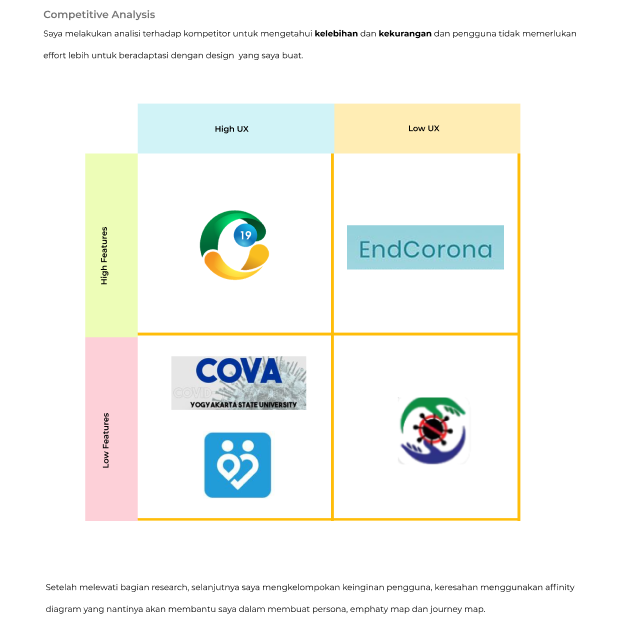 Competitive Analysis
Saya melakukan analisi terhadap kompetitor untuk mengetahui kelebihan dan kekurangan dan pengguna tidak memerlukan
effort lebih untuk beradaptasi dengan design yang saya buat.
High UX
Low UX
High Features
19
EndCorona
Low Features
COVA
YOGYAKARTA STATE UNIVERSITY
Setelah melewati bagian research, selanjutnya saya mengkelompokan keinginan pengguna, keresahan menggunakan affinity
diagram yang nantinya akan membantu saya dalam membuat persona, emphaty map dan journey map.